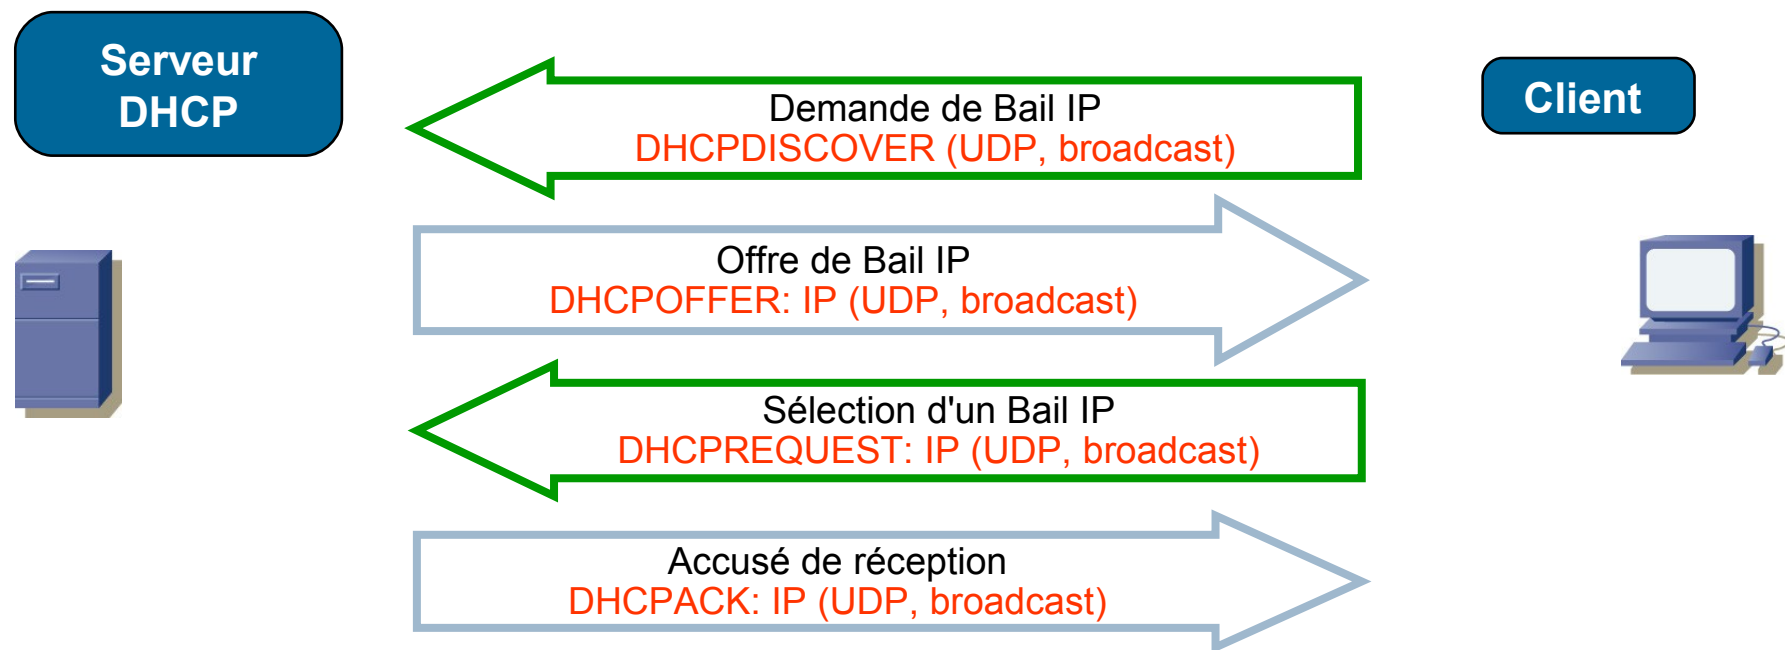 Serveur
DHCP
Client
Demande de Bail IP
DHCPDISCOVER (UDP, broadcast)
Offre de Bail IP
DHCPOFFER: IP (UDP, broadcast)
Sélection d'un Bail IP
DHCPREQUEST: IP (UDP, broadcast)
Accusé de réception
DHCPACK: IP (UDP, broadcast)